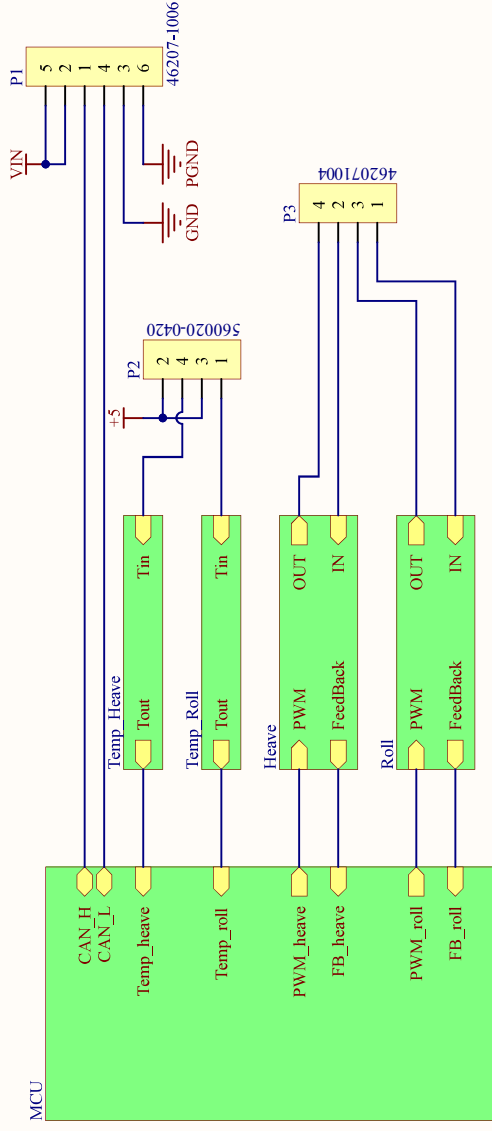 MCU
CAN_H
CAN_L
Temp_heave
Temp_roll
PWM_heave
FB_heave
PWM_roll
FB_roll
Temp_Heave
Tout
Tin
Temp_Roll
Tout
Tin
Heave
PWM
OUT
FeedBack
IN
Roll
PWM
OUT
FeedBack
IN
+5
P2
2
4
3
1
560020-0420
VIN
GND
PGND
P1
5
2
1
4
3
6
46207-1006
P3
4
2
3
1
462071004